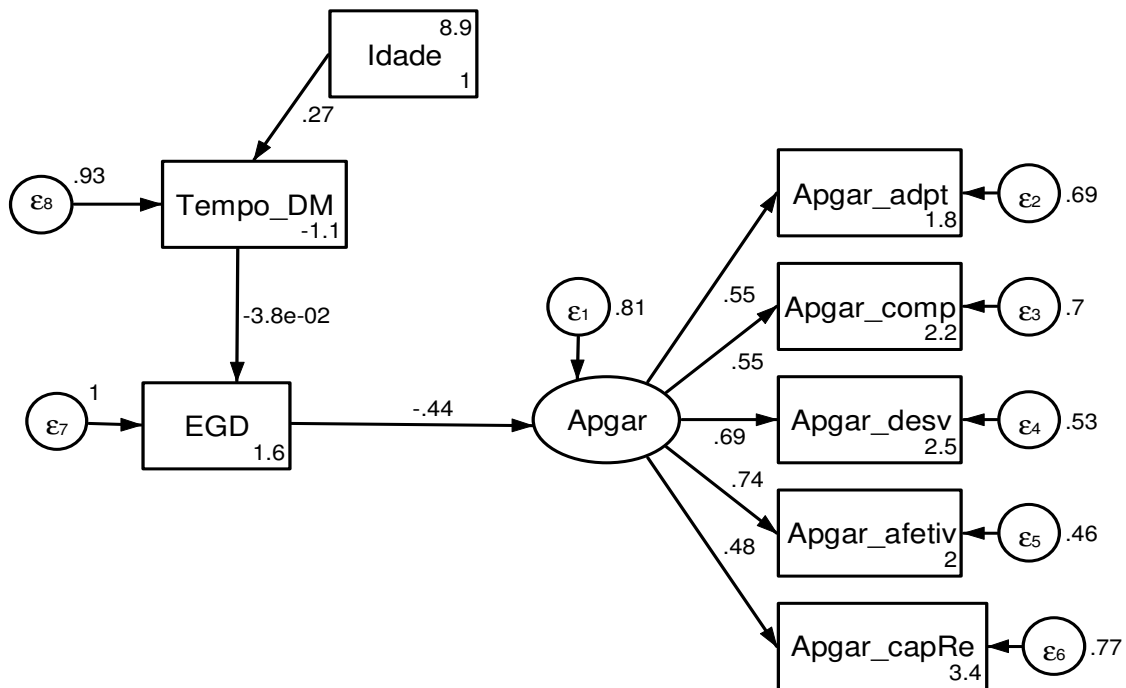 8.9
Idade
1
.27
.93
ε8
Tempo_DM
-1.1
-3.8e-02
1
ε7
EGD
1.6
-.44
ε1
.81
Apgar
.55
.55
.69
.74
.48
Apgar_adpt
1.8
ε2
.69
Apgar_comp
2.2
ε3
.7
Apgar_desv
2.5
ε4
.53
Apgar_afetiv
2
ε5
.46
Apgar_capRe
3.4
ε6
.77